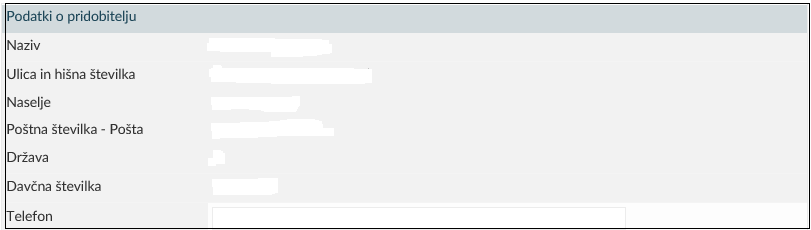 Podatki o pridobitelju
Naziv
Ulica in hišna številka
Naselje
Poštna številka - Pošta
Država
Davčna številka
Telefon